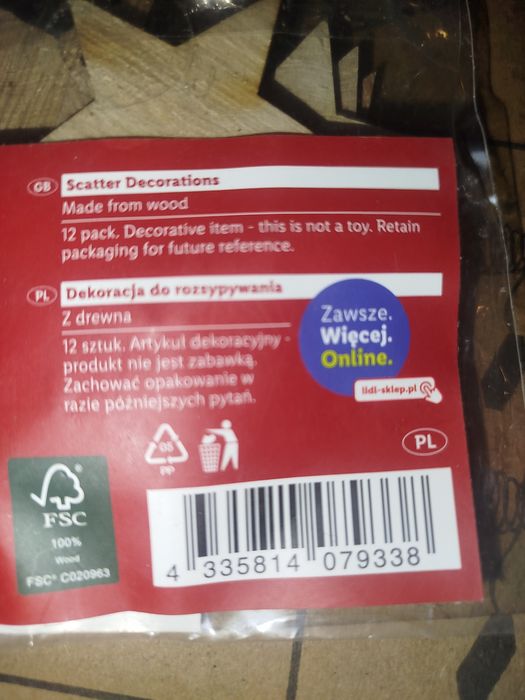 GB Scatter Decorations
Made from wood
12 pack. Decorative item - this is not a toy. Retain
packaging for future reference.
PL Dekoracja do rozsypywania
Z drewna
12 sztuk. Artykuł dekoracyjny -
produkt nie jest zabawką.
Zachować opakowanie w
razie późniejszych pytań.
Zawsze.
Więcej.
Online.
lidl-sklep.pl
05
PP
PL
FSC
100%
Wood
FSC® C020963
4 335814 079338